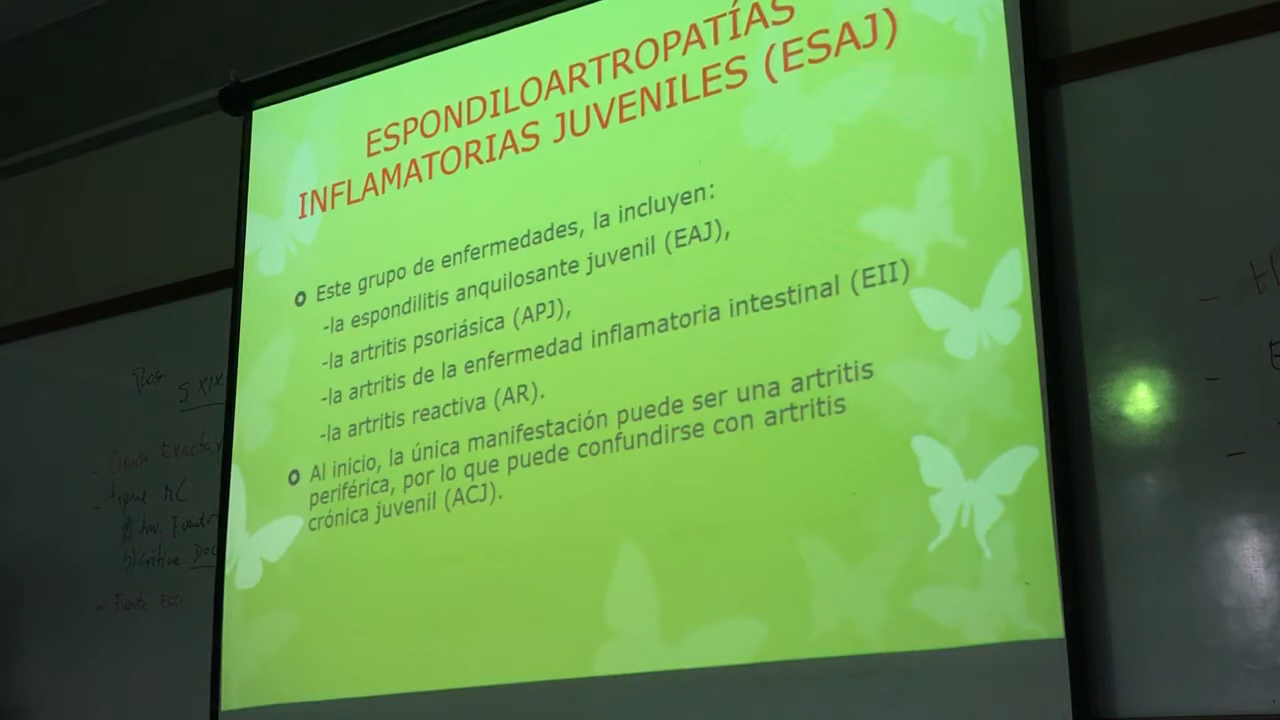 ESPONDILOARTROPATÍAS
INFLAMATORIAS JUVENILES (ESAJ)
Este grupo de enfermedades, la incluyen:
-la espondilitis anquilosante juvenil (EAJ),
-la artritis psoriásica (APJ),
-la artritis de la enfermedad inflamatoria intestinal (EII)
-la artritis reactiva (AR).
Al inicio, la única manifestación puede ser una artritis
periférica, por lo que puede confundirse con artritis
crónica juvenil (ACJ).
S XIX